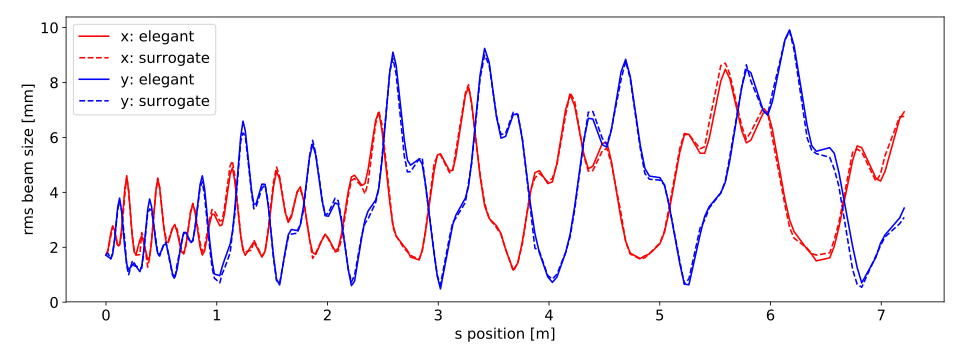 x: elegant
x: surrogate
y: elegant
y: surrogate
rms beam size [mm]
10
8
6
4
2
0
0 1 2 3 4 5 6 7
s position [m]